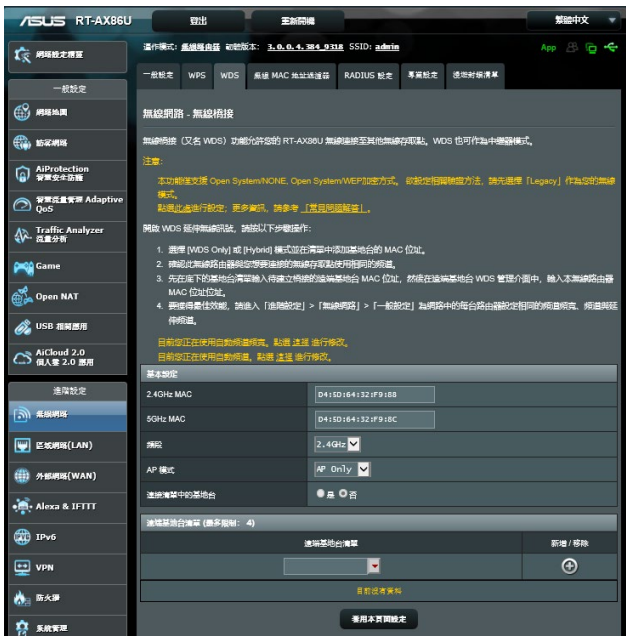 ASUS RT-AX86U 登出 重新開機 繁體中文
操作模式: 無線路由器 韌體版本: 3.0.0.4.384_9318 SSID: admin App
網路設定精靈
一般設定 WPS WDS 無線 MAC 地址過濾器 RADIUS 設定 專業設定 漫遊封鎖清單
一般設定
網路地圖
訪客網路
AiProtection
智慧安全防護
智慧流量管理 Adaptive
QoS
Traffic Analyzer
流量分析
Game
Open NAT
USB 相關應用
AiCloud 2.0
個人雲 2.0 應用
進階設定
無線網路
區域網路(LAN)
外部網路(WAN)
Alexa & IFTTT
IPv6
VPN
防火牆
系統管理
無線網路 - 無線橋接
無線橋接（又名 WDS）功能允許您的 RT-AX86U 無線連接至其他無線存取點。WDS 也可作為中繼器模式。
注意:
本功能僅支援 Open System/NONE, Open System/WEP加密方式。 欲設定相關驗證方法，請先選擇「Legacy」作為您的無線
模式。
點選此處進行設定；更多資訊，請參考 「常見問題解答」。
開啟 WDS 延伸無線訊號，請按以下步驟操作:
1. 選擇 [WDS Only] 或 [Hybrid] 模式並在清單中添加基地台的 MAC 位址。
2. 確認此無線路由器與您想要連接的無線存取點使用相同的頻道。
3. 先在底下的基地台清單輸入待建立橋接的遠端基地台 MAC 位址，然後在遠端基地台 WDS 管理介面中，輸入本無線路由器
MAC 位址位址。
4. 要獲得最佳效能，請進入「進階設定」 > 「無線網路」 > 「一般設定」為網路中的每台路由器設定相同的頻道頻寬、頻道與延
伸頻道。
目前您正在使用自動頻道頻寬。點選 這裡 進行修改。
目前您正在使用自動頻道。點選 這裡 進行修改。
基本設定
2.4GHz MAC D4:5D:64:32:F9:88
5GHz MAC D4:5D:64:32:F9:8C
頻段 2.4GHz
AP 模式 AP Only
連接清單中的基地台 是 否
遠端基地台清單 (最多限制: 4)
遠端基地台清單 新增 / 移除
目前沒有資料
套用本頁面設定